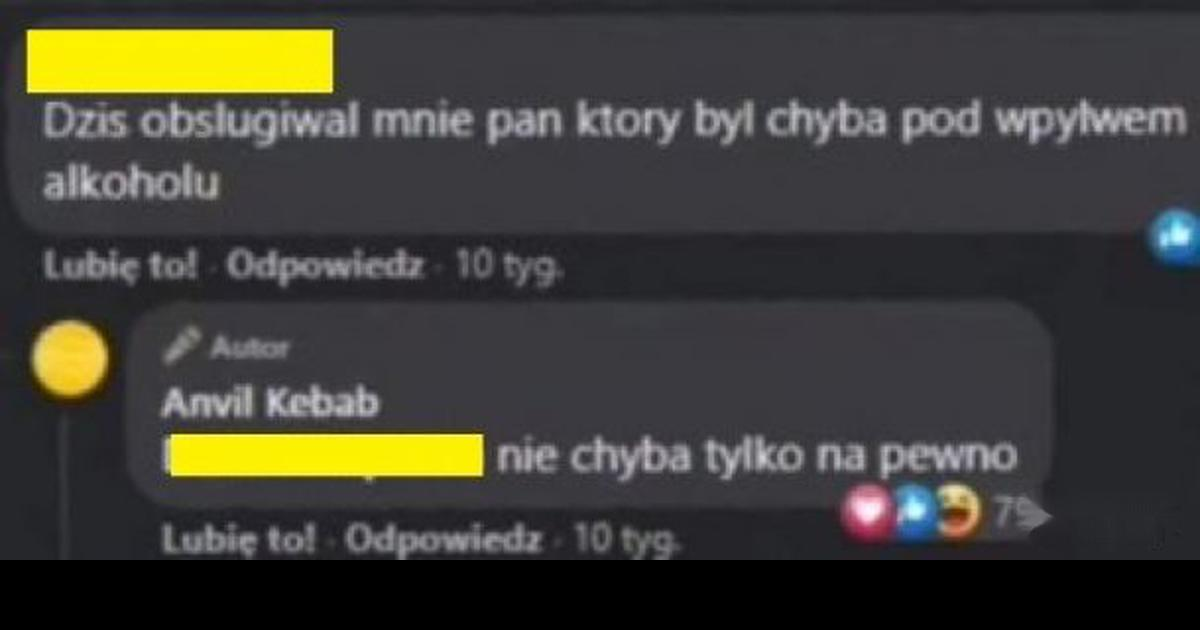 Dzis obslugiwal mnie pan ktory byl chyba pod wpylwem
alkoholu
Lubię to! · Odpowiedz · 10 tyg.
Autor
Anvil Kebab
nie chyba tylko na pewno
Lubię to! · Odpowiedz · 10 tyg.